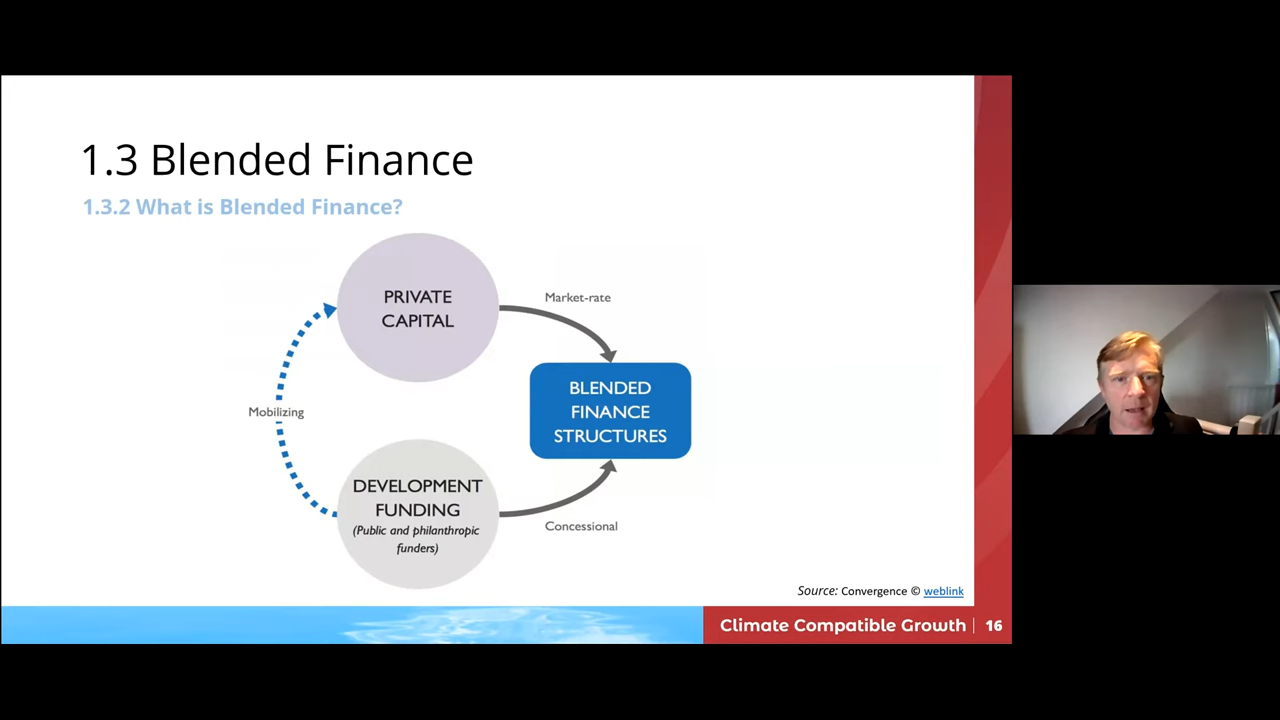 1.3 Blended Finance
1.3.2 What is Blended Finance?
PRIVATE
CAPITAL
Market-rate
BLENDED
FINANCE
STRUCTURES
Mobilizing
DEVELOPMENT
FUNDING
(Public and philanthropic
funders)
Concessional
Source: Convergence © weblink
Climate Compatible Growth | 16